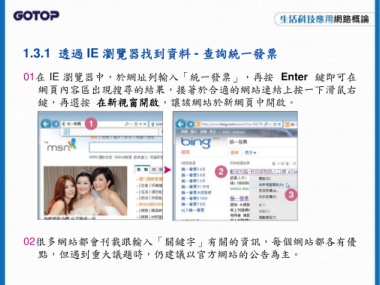 GOTOP
生活科技應用網路概論
1.3.1 透過 IE 瀏覽器找到資料 - 查詢統一發票
01在 IE 瀏覽器中，於網址列輸入「統一發票」，再按 Enter 鍵即可在
網頁內容區出現搜尋的結果，接著於合適的網站連結上按一下滑鼠右
鍵，再選按 在新視窗開啟，讓該網站於新網頁中開啟。
1
msn
bing
2
3
02很多網站都會刊載跟輸入「關鍵字」有關的資訊，每個網站都各有優
點，但遇到重大議題時，仍建議以官方網站的公告為主。